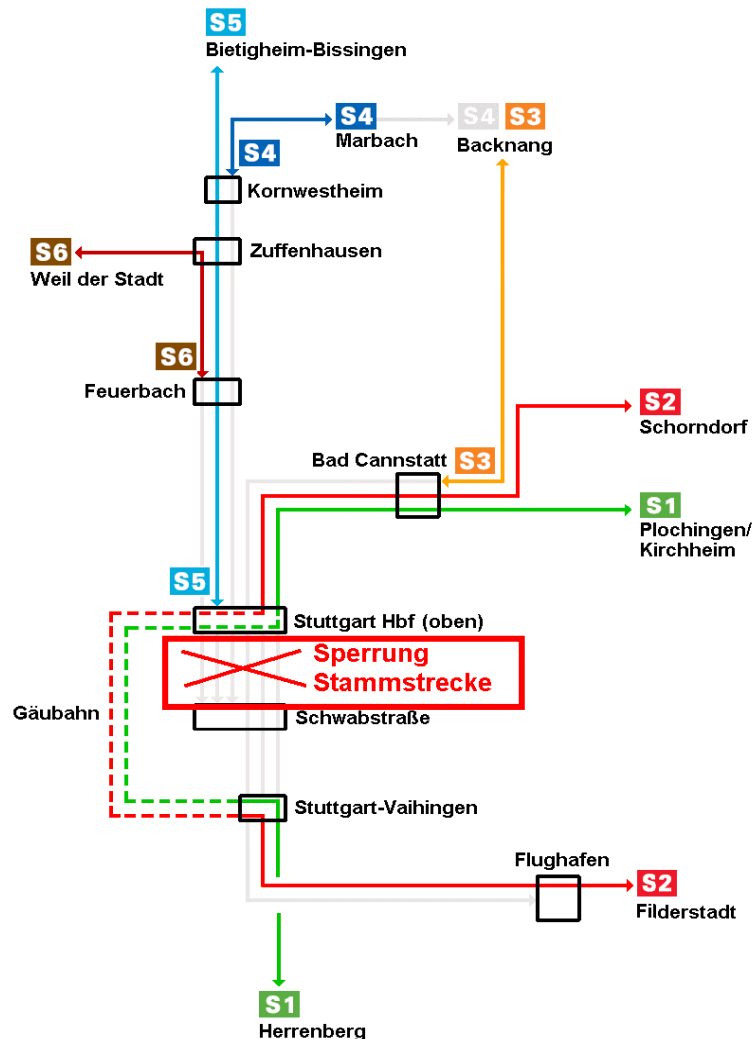 S5
Bietigheim-Bissingen
S4
Marbach
S4 S3
Backnang
S4
Kornwestheim
S6
Weil der Stadt
Zuffenhausen
S6
Feuerbach
S2
Schorndorf
Bad Cannstatt
S3
S1
Plochingen/
Kirchheim
S5
Stuttgart Hbf (oben)
Sperrung
Stammstrecke
Gäubahn
Schwabstraße
Stuttgart-Vaihingen
Flughafen
S2
Filderstadt
S1
Herrenberg